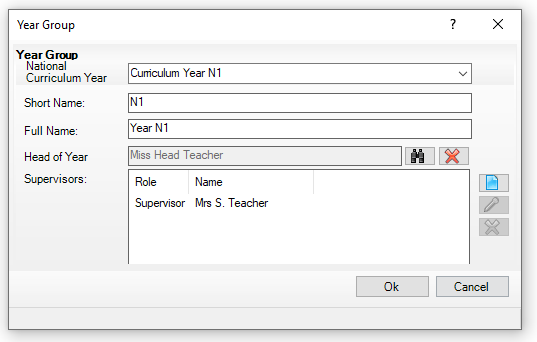 Year Group ?
Year Group
National
Curriculum Year
Curriculum Year N1
Short Name: N1
Full Name: Year N1
Head of Year Miss Head Teacher
Supervisors: Role Name
Supervisor Mrs S. Teacher
Ok Cancel